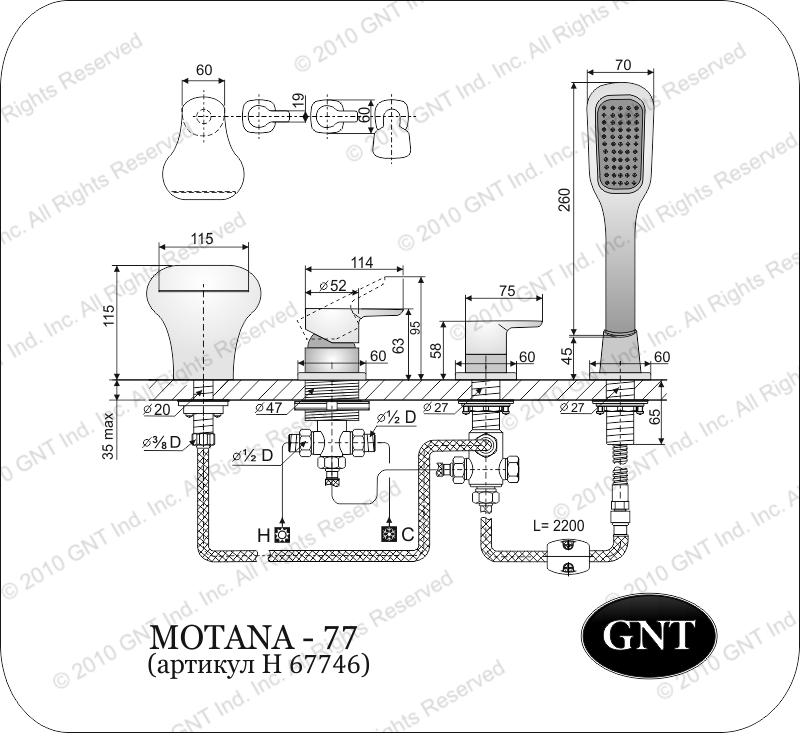 60
19
60
70
260
115
115
114
⌀52
95
63
60
75
58
60
45
60
⌀20
⌀47
⌀27
⌀27
65
35 max
⌀⅜ D
⌀½ D
⌀½ D
H
C
L= 2200
MOTANA - 77
(артикул H 67746)
GNT
© 2010 GNT Ind. Inc. All Rights Reserved